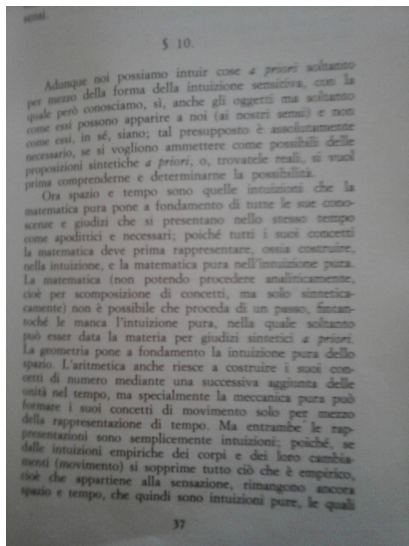 sensi.
§ 10.
Adunque noi possiamo intuir cose a priori soltanto
per mezzo della forma della intuizione sensitiva, con la
quale però conosciamo, sì, anche gli oggetti ma soltanto
come essi possono apparire a noi (ai nostri sensi) e non
come essi, in sé, siano; tal presupposto è assolutamente
necessario, se si vogliono ammettere come possibili delle
proposizioni sintetiche a priori, o, trovatele reali, si vuol
prima comprenderne e determinarne la possibilità.
Ora spazio e tempo sono quelle intuizioni che la
matematica pura pone a fondamento di tutte le sue cono-
scenze e giudizi che si presentano nello stesso tempo
come apodittici e necessari; poiché tutti i suoi concetti
la matematica deve prima rappresentare, ossia costruire,
nella intuizione, e la matematica pura nell'intuizione pura.
La matematica (non potendo procedere analiticamente,
cioè per scomposizione di concetti, ma solo sintetica-
camente) non è possibile che proceda di un passo, fintan-
toché le manca l'intuizione pura, nella quale soltanto
può esser data la materia per giudizi sintetici a priori.
La geometria pone a fondamento la intuizione pura dello
spazio. L'aritmetica anche riesce a costruire i suoi con-
cetti di numero mediante una successiva aggiunta delle
unità nel tempo, ma specialmente la meccanica pura può
formare i suoi concetti di movimento solo per mezzo
della rappresentazione di tempo. Ma entrambe le rap-
presentazioni sono semplicemente intuizioni; poiché, se
dalle intuizioni empiriche dei corpi e dei loro cambia-
menti (movimento) si sopprime tutto ciò che è empirico,
cioè che appartiene alla sensazione, rimangono ancora
spazio e tempo, che quindi sono intuizioni pure, le quali
37